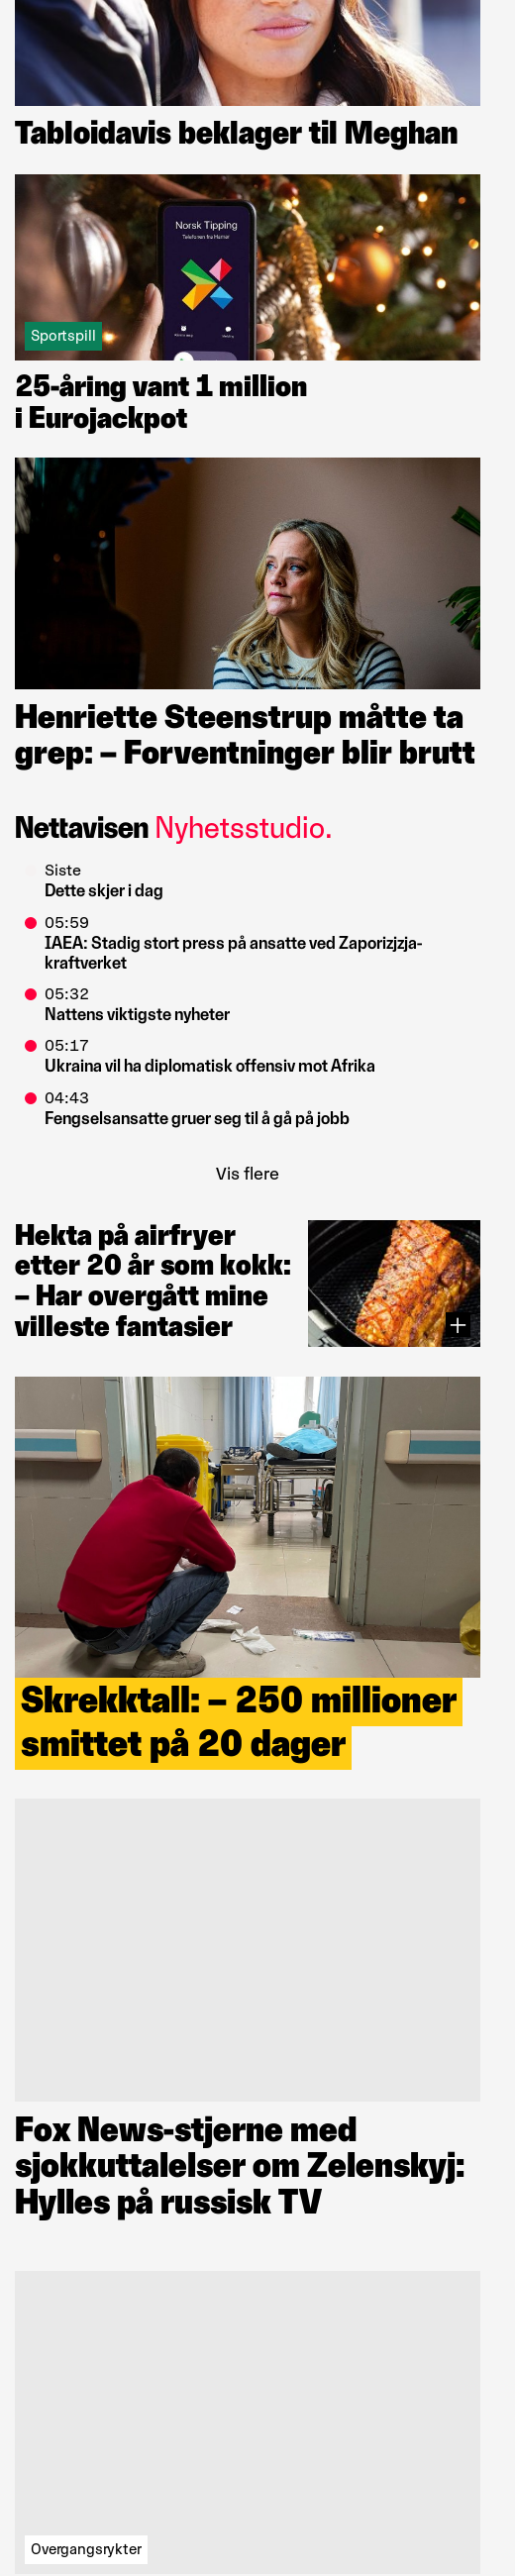 Tabloidavis beklager til Meghan
Norsk Tipping
Telefonen fra Hamar
Sportspill
25-åring vant 1 million
i Eurojackpot
Henriette Steenstrup måtte ta
grep: – Forventninger blir brutt
Nettavisen Nyhetsstudio.
Siste
Dette skjer i dag
05:59
IAEA: Stadig stort press på ansatte ved Zaporizjzja-
kraftverket
05:32
Nattens viktigste nyheter
05:17
Ukraina vil ha diplomatisk offensiv mot Afrika
04:43
Fengselsansatte gruer seg til å gå på jobb
Vis flere
Hekta på airfryer
etter 20 år som kokk:
– Har overgått mine
villeste fantasier
Skrekktall: – 250 millioner
smittet på 20 dager
Fox News-stjerne med
sjokkuttalelser om Zelenskyj:
Hylles på russisk TV
Overgangsrykter